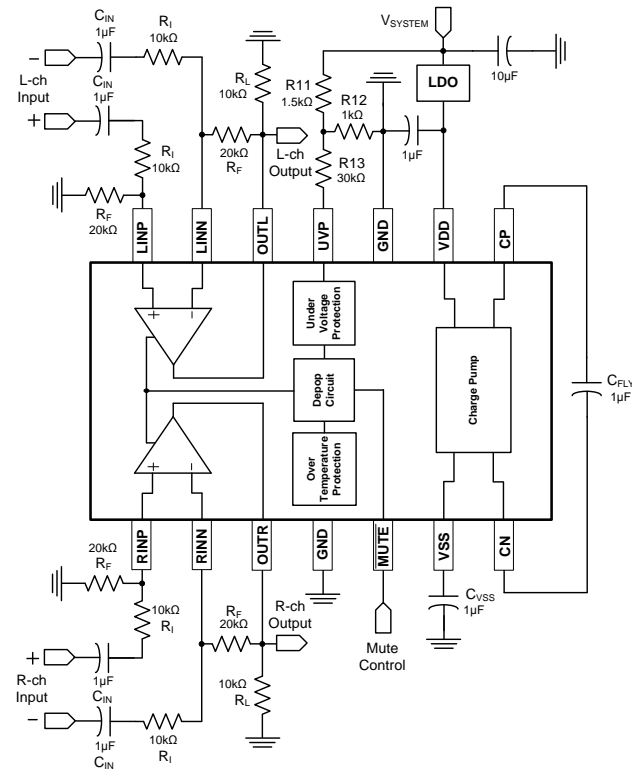 C_IN
1µF
R_I
10kΩ
–
L-ch
Input
C_IN
1µF
+
R_I
10kΩ
R_F
20kΩ
R_L
10kΩ
20kΩ
R_F
L-ch
Output
V_SYSTEM
R11
1.5kΩ
R12
1kΩ
R13
30kΩ
1µF
LDO
10µF
LINP
LINN
OUTL
UVP
GND
VDD
CP
+
–
Under
Voltage
Protection
Depop
Circuit
Over
Temperature
Protection
Charge Pump
C_FLY
1µF
+
–
RINP
RINN
OUTR
GND
MUTE
VSS
CN
20kΩ
R_F
10kΩ
R_I
R_F
20kΩ
R-ch
Output
C_VSS
1µF
Mute
Control
+
R-ch
Input
1µF
C_IN
10kΩ
R_L
–
1µF
C_IN
10kΩ
R_I